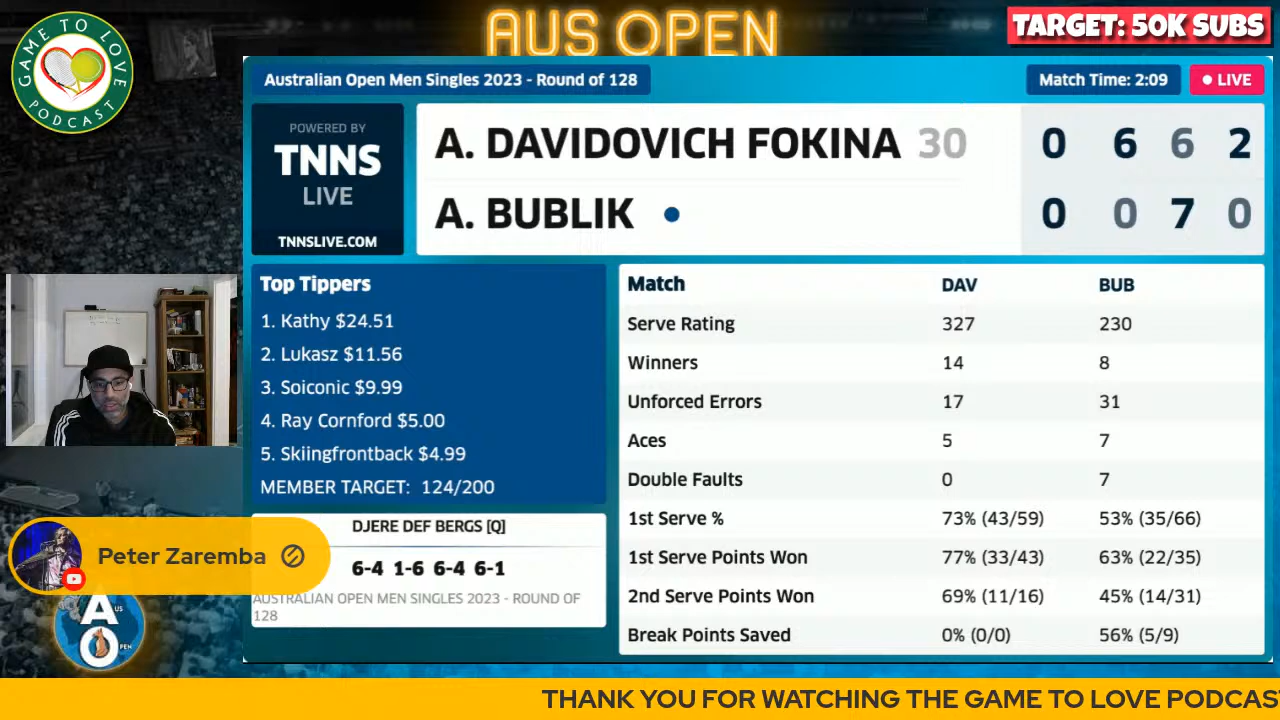 AUS OPEN
TARGET: 50K SUBS
GAME TO LOVE
PODCAST
Australian Open Men Singles 2023 - Round of 128
Match Time: 2:09
LIVE
POWERED BY
TNNS
LIVE
TNNSLIVE.COM
A. DAVIDOVICH FOKINA 30 0 6 6 2
A. BUBLIK 0 0 7 0
Top Tippers
1. Kathy $24.51
2. Lukasz $11.56
3. Soiconic $9.99
4. Ray Cornford $5.00
5. Skiingfrontback $4.99
MEMBER TARGET: 124/200
DJERE DEF BERGS [Q]
6-4 1-6 6-4 6-1
AUSTRALIAN OPEN MEN SINGLES 2023 - ROUND OF
128
Match DAV BUB
Serve Rating 327 230
Winners 14 8
Unforced Errors 17 31
Aces 5 7
Double Faults 0 7
1st Serve % 73% (43/59) 53% (35/66)
1st Serve Points Won 77% (33/43) 63% (22/35)
2nd Serve Points Won 69% (11/16) 45% (14/31)
Break Points Saved 0% (0/0) 56% (5/9)
Peter Zaremba
A US
O PEN
THANK YOU FOR WATCHING THE GAME TO LOVE PODCAS